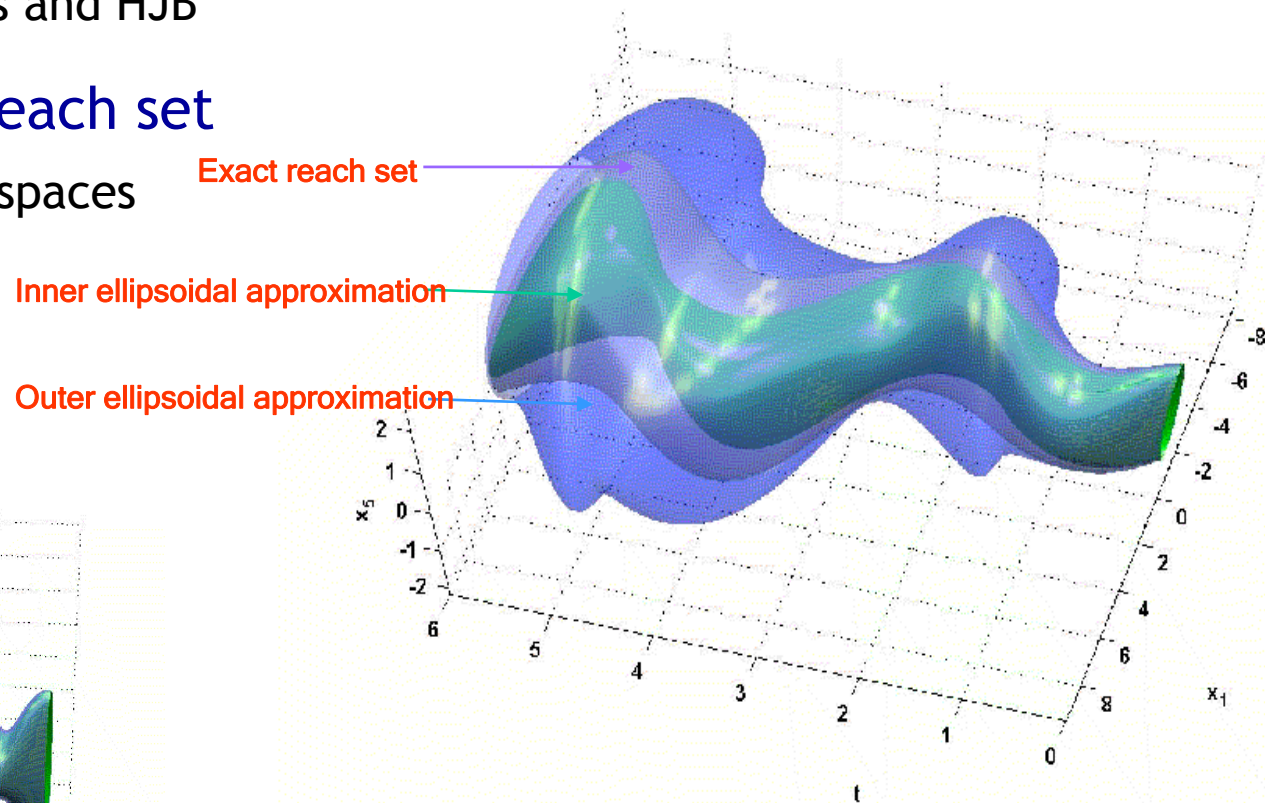 s and HJB
each set
Exact reach set
spaces
Inner ellipsoidal approximation
Outer ellipsoidal approximation
2
1
0
-1
-2
x5
6
5
4
3
2
1
0
t
-8
-6
-4
-2
0
2
4
6
8
x1